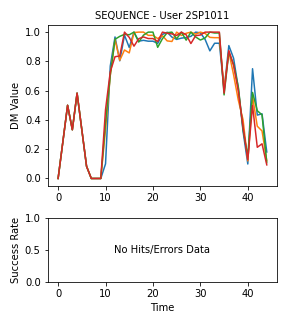 SEQUENCE - User 2SP1011
DM Value
1.0
0.8
0.6
0.4
0.2
0.0
0 10 20 30 40
Success Rate
1.0
0.5
0.0
No Hits/Errors Data
0 10 20 30 40
Time